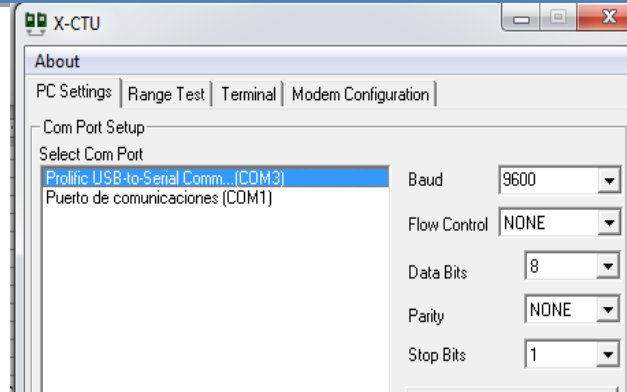 X-CTU
About
PC Settings Range Test Terminal Modem Configuration
Com Port Setup
Select Com Port
Prolific USB-to-Serial Comm...(COM3)
Puerto de comunicaciones (COM1)
Baud 9600
Flow Control NONE
Data Bits 8
Parity NONE
Stop Bits 1